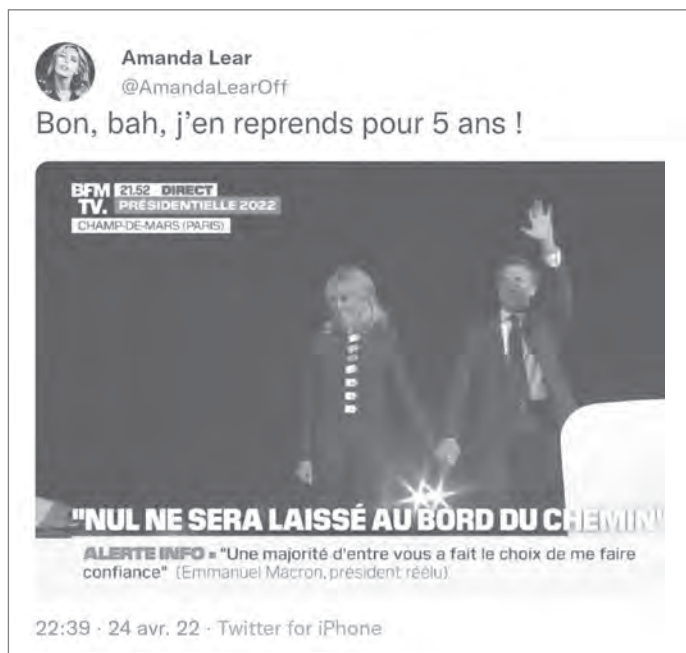 Amanda Lear
@AmandaLearOff
Bon, bah, j'en reprends pour 5 ans !
BFM 21.52 DIRECT
TV. PRÉSIDENTIELLE 2022
CHAMP-DE-MARS (PARIS)
"NUL NE SERA LAISSÉ AU BORD DU CHEMIN"
ALERTE INFO "Une majorité d'entre vous a fait le choix de me faire
confiance" (Emmanuel Macron, président réélu)
22:39 · 24 avr. 22 · Twitter for iPhone